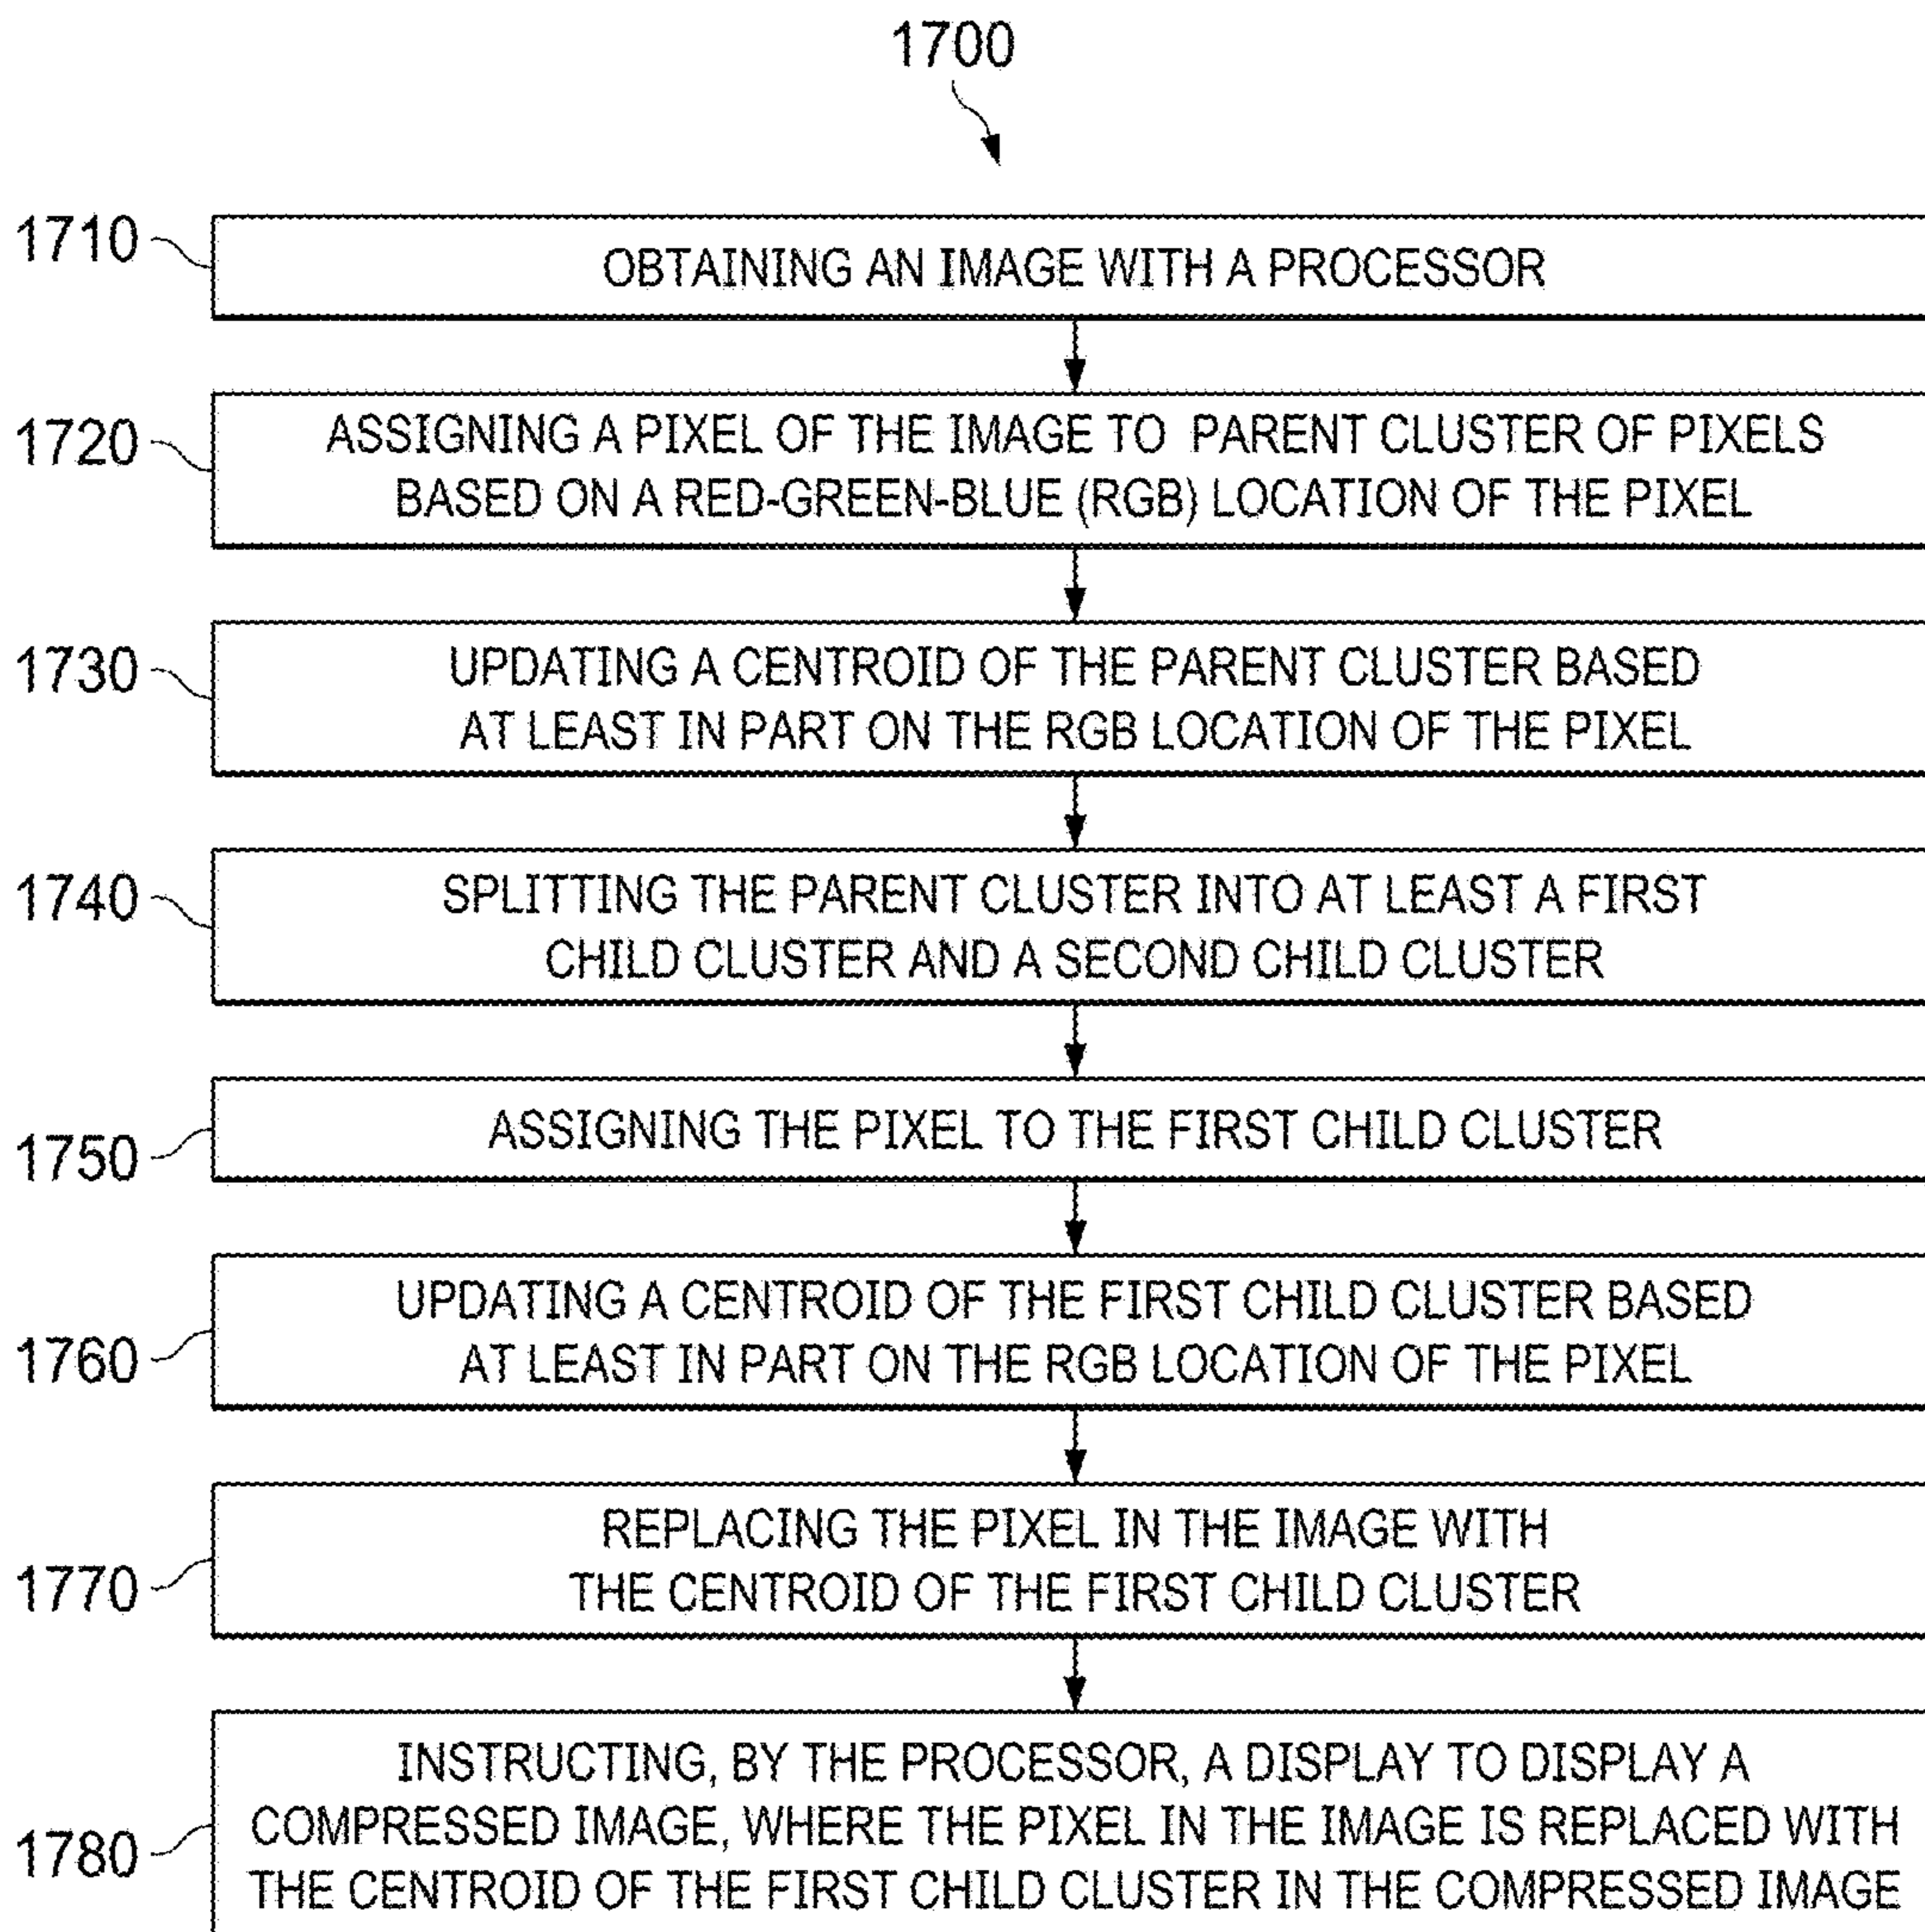 1700
1710
OBTAINING AN IMAGE WITH A PROCESSOR
1720
ASSIGNING A PIXEL OF THE IMAGE TO PARENT CLUSTER OF PIXELS
BASED ON A RED-GREEN-BLUE (RGB) LOCATION OF THE PIXEL
1730
UPDATING A CENTROID OF THE PARENT CLUSTER BASED
AT LEAST IN PART ON THE RGB LOCATION OF THE PIXEL
1740
SPLITTING THE PARENT CLUSTER INTO AT LEAST A FIRST
CHILD CLUSTER AND A SECOND CHILD CLUSTER
1750
ASSIGNING THE PIXEL TO THE FIRST CHILD CLUSTER
1760
UPDATING A CENTROID OF THE FIRST CHILD CLUSTER BASED
AT LEAST IN PART ON THE RGB LOCATION OF THE PIXEL
1770
REPLACING THE PIXEL IN THE IMAGE WITH
THE CENTROID OF THE FIRST CHILD CLUSTER
1780
INSTRUCTING, BY THE PROCESSOR, A DISPLAY TO DISPLAY A
COMPRESSED IMAGE, WHERE THE PIXEL IN THE IMAGE IS REPLACED WITH
THE CENTROID OF THE FIRST CHILD CLUSTER IN THE COMPRESSED IMAGE